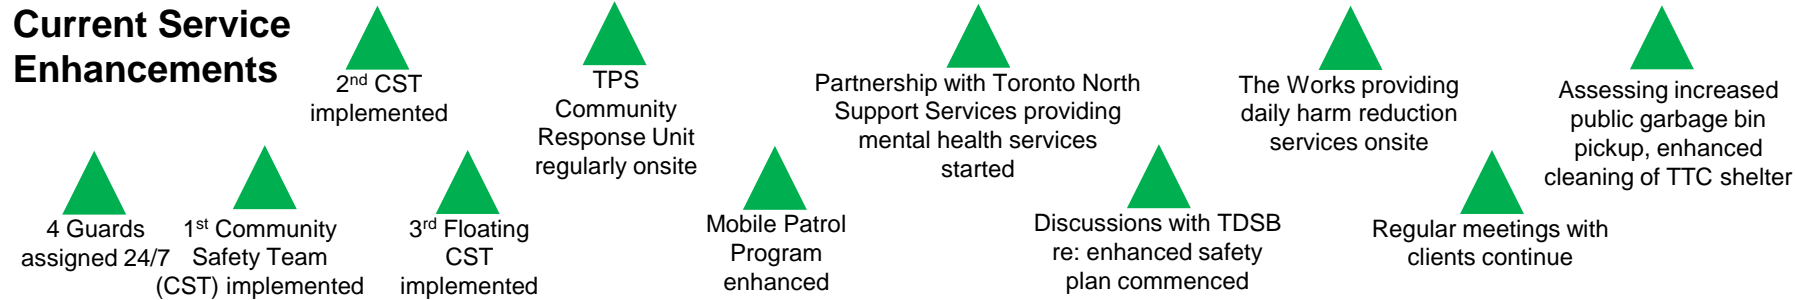 Current Service
Enhancements
4 Guards
assigned 24/7
1st Community
Safety Team
(CST) implemented
2nd CST
implemented
3rd Floating
CST
implemented
TPS
Community
Response Unit
regularly onsite
Mobile Patrol
Program
enhanced
Partnership with Toronto North
Support Services providing
mental health services
started
Discussions with TDSB
re: enhanced safety
plan commenced
The Works providing
daily harm reduction
services onsite
Regular meetings with
clients continue
Assessing increased
public garbage bin
pickup, enhanced
cleaning of TTC shelter